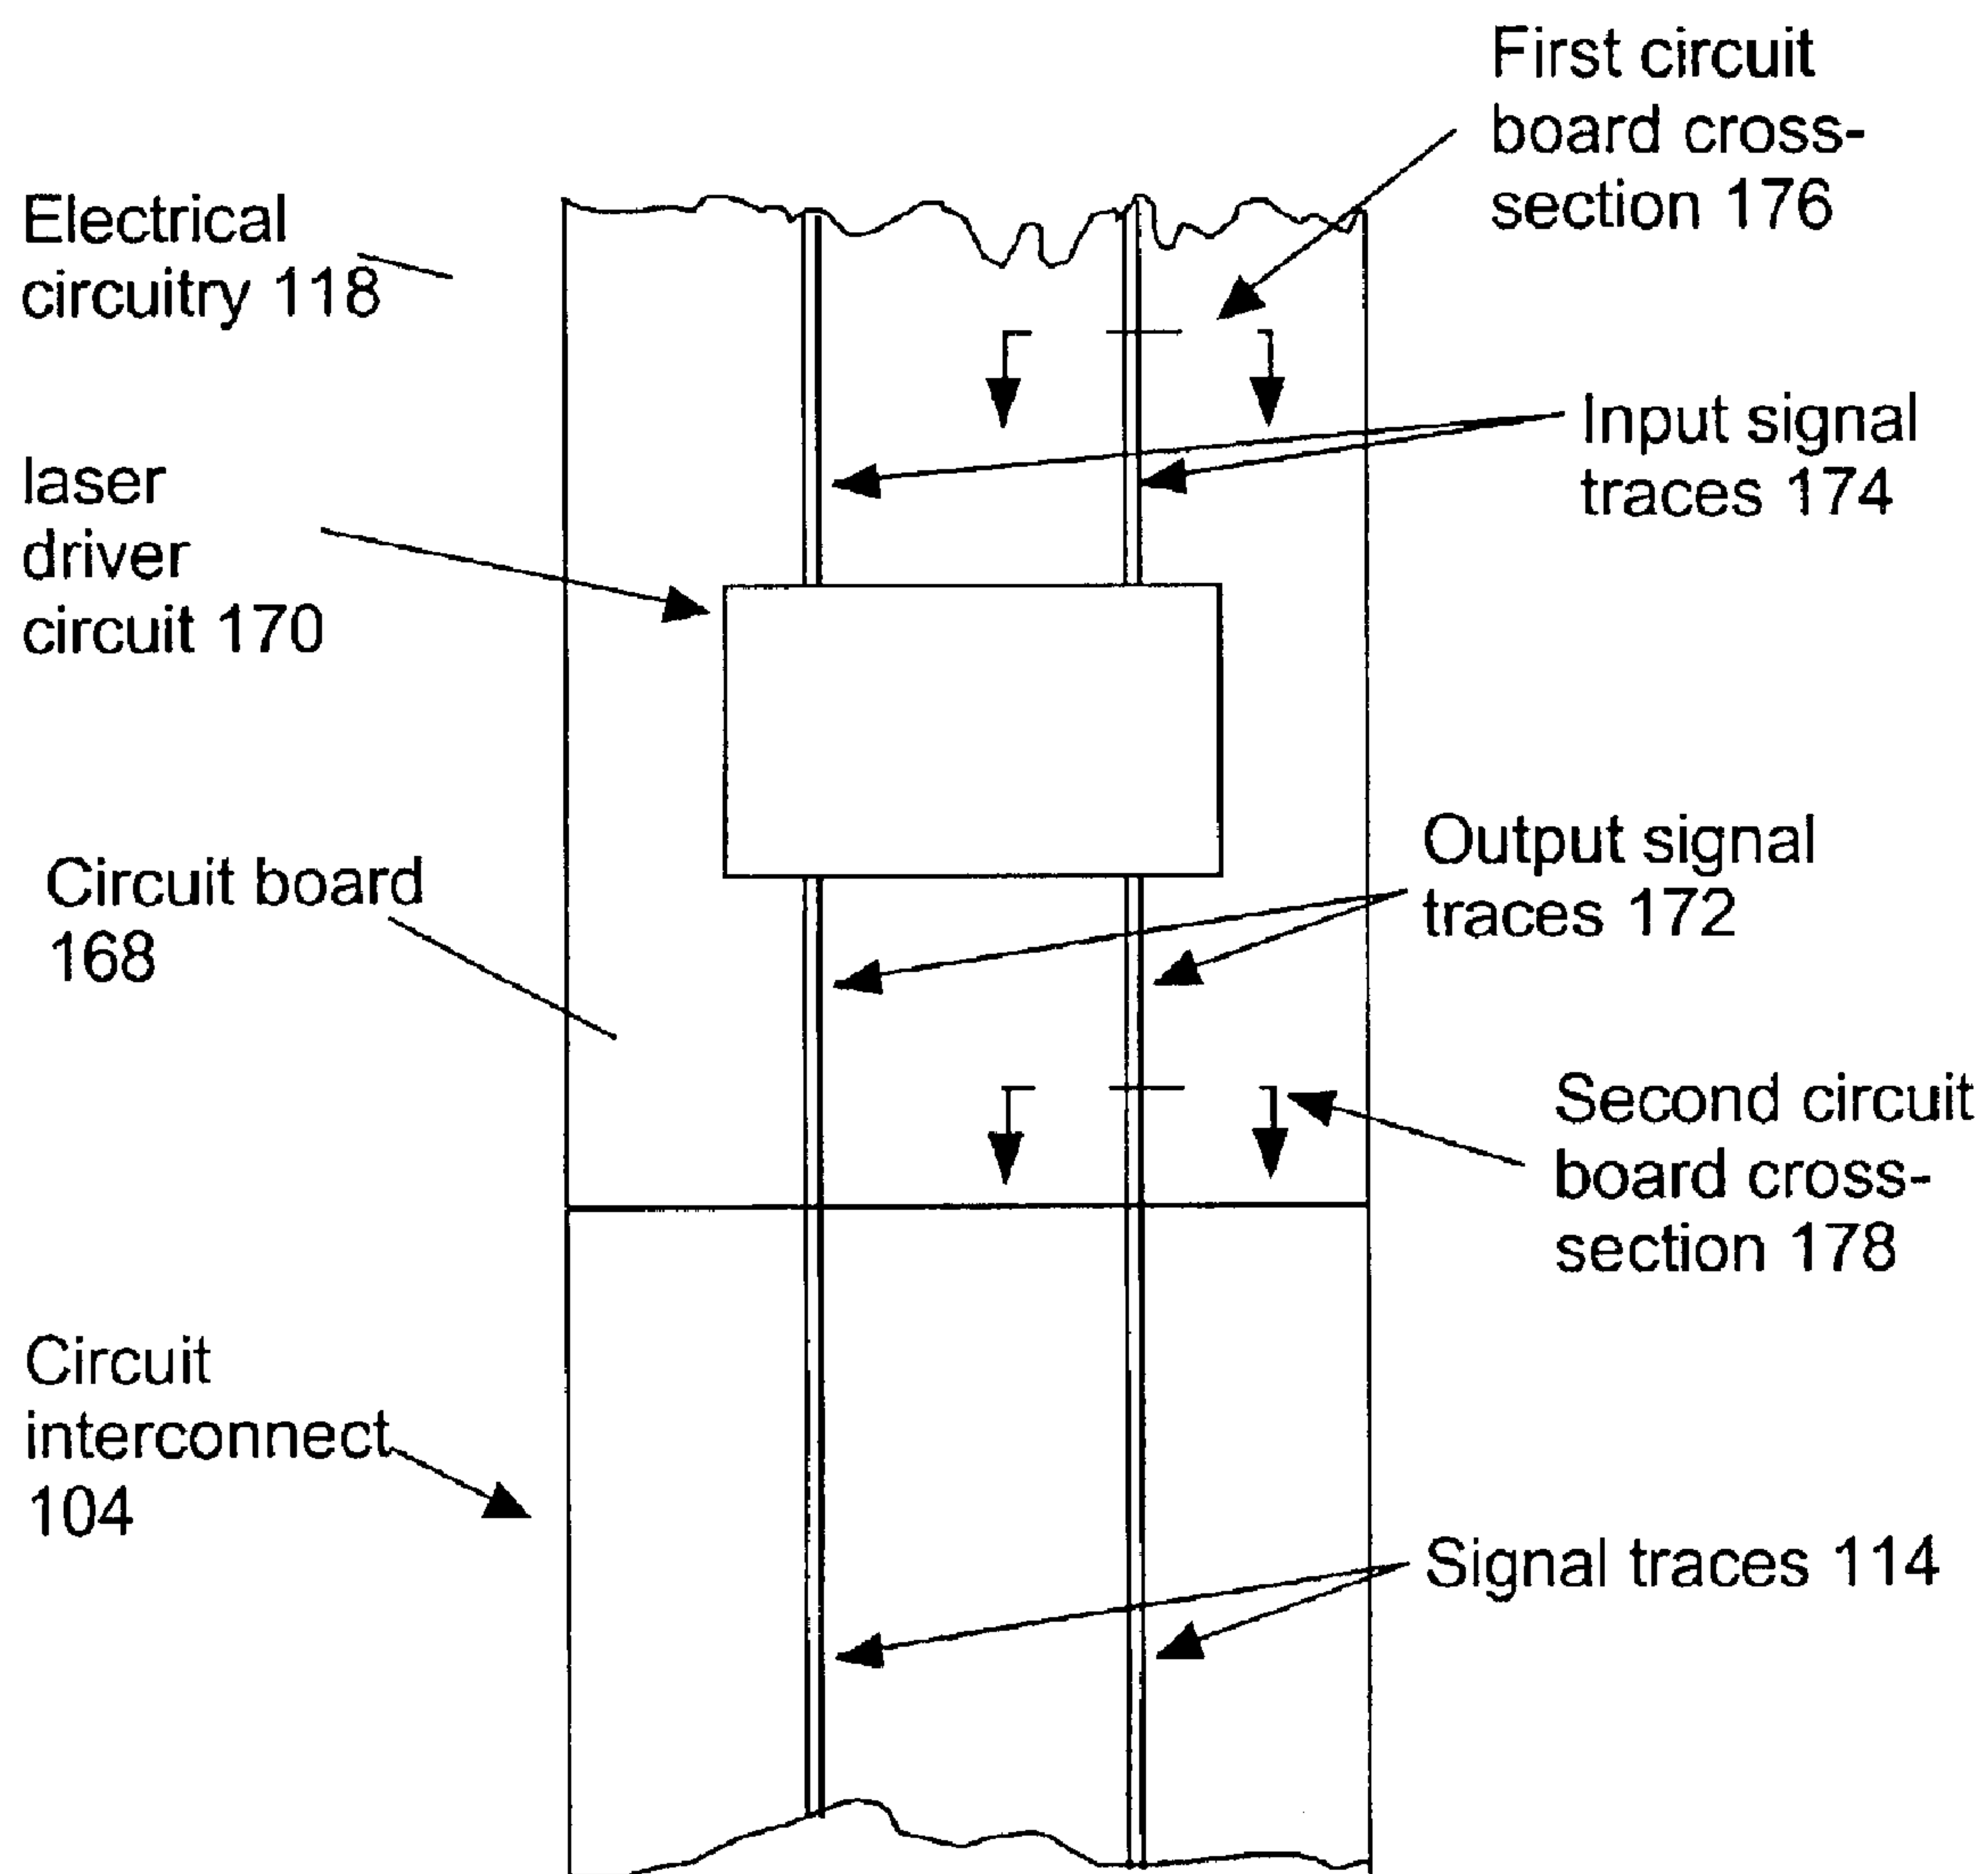 First circuit
board cross-
section 176
Electrical
circuitry 118
Input signal
traces 174
laser
driver
circuit 170
Output signal
traces 172
Circuit board
168
Second circuit
board cross-
section 178
Circuit
interconnect
104
Signal traces 114